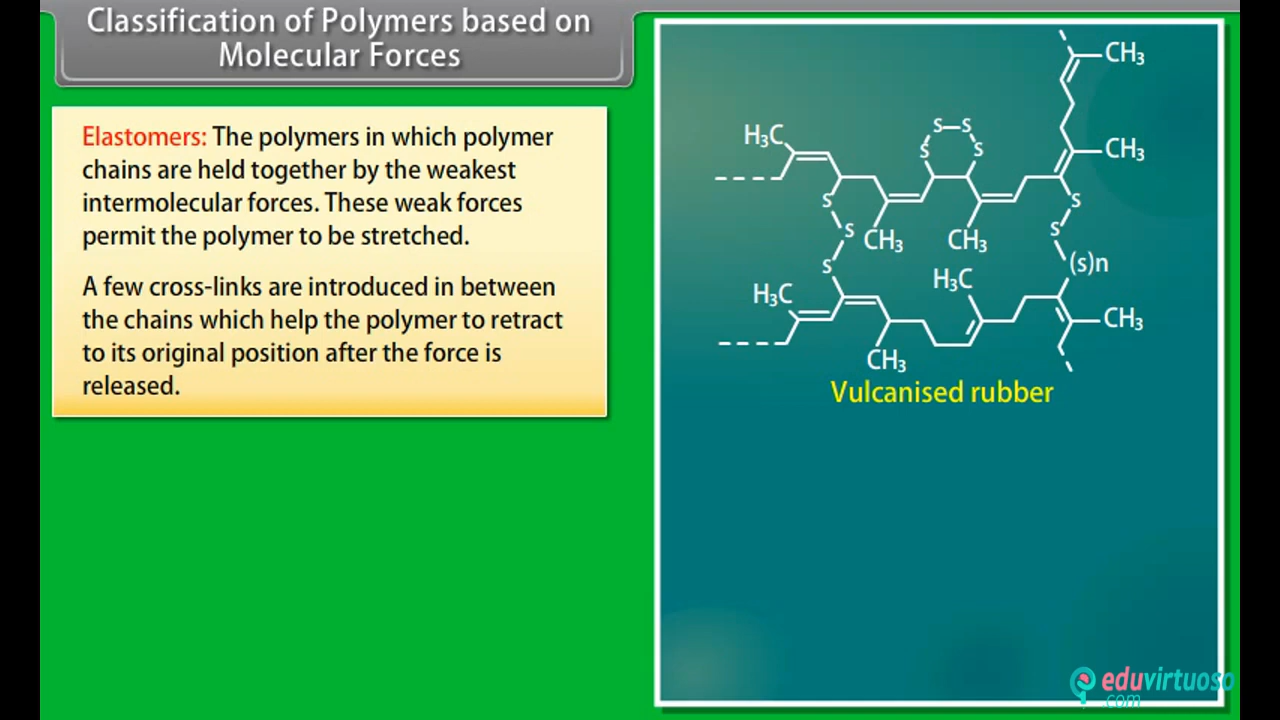 Classification of Polymers based on
Molecular Forces
Elastomers: The polymers in which polymer
chains are held together by the weakest
intermolecular forces. These weak forces
permit the polymer to be stretched.
A few cross-links are introduced in between
the chains which help the polymer to retract
to its original position after the force is
released.
CH₃
H₃C
S
S
S
S
CH₃
S
S
S
CH₃
CH₃
S
S
(s)n
H₃C
H₃C
CH₃
CH₃
Vulcanised rubber
eduvirtuoso
.com